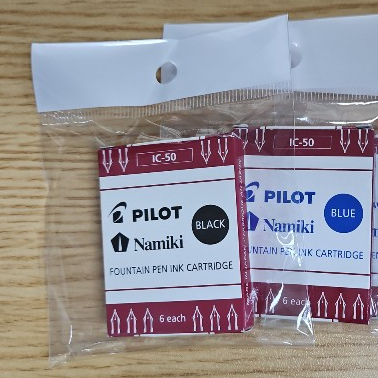 IC-50
PILOT
Namiki
BLACK
FOUNTAIN PEN INK CARTRIDGE
6 each
IC-50
PILOT
Namiki
BLUE
FOUNTAIN PEN INK CARTRIDGE
6 each